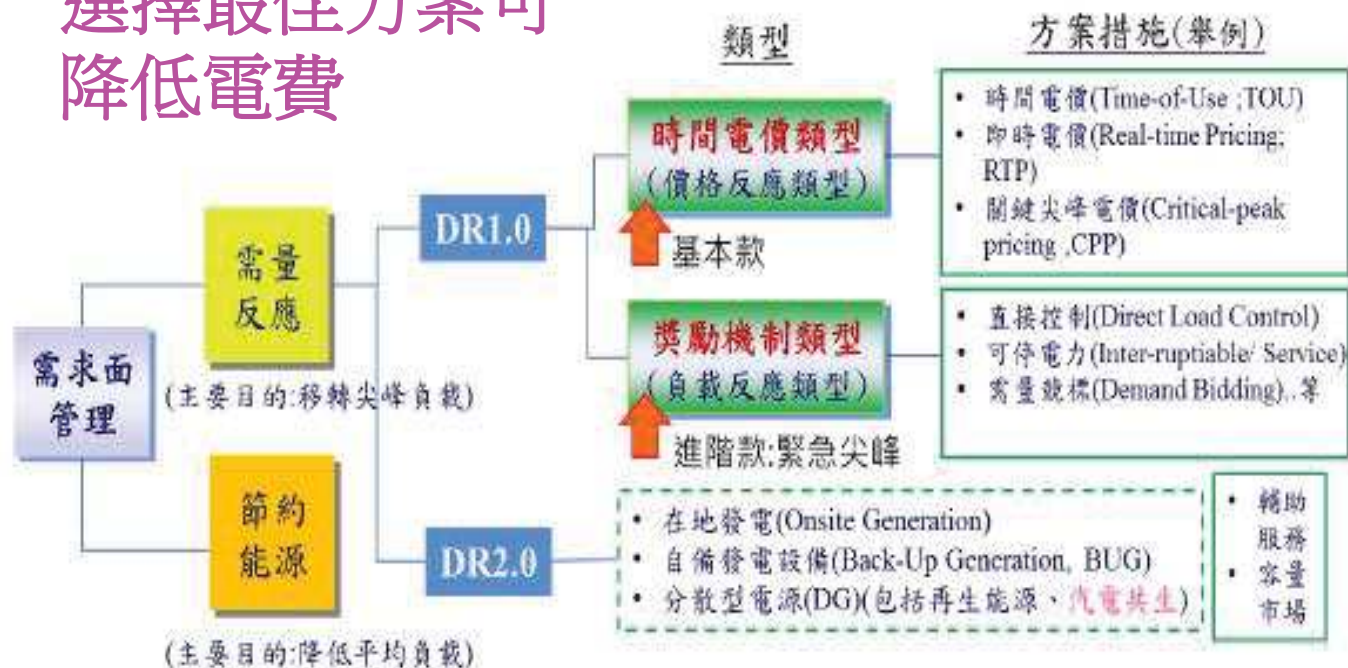 選擇最佳方案可
降低電費
類型
方案措施(舉例)
時間電價類型
(價格反應類型)
基本款
• 時間電價(Time-of-Use ;TOU)
• 即時電價(Real-time Pricing;
RTP)
• 關鍵尖峰電價(Critical-peak
pricing ,CPP)
DR1.0
需量
反應
(主要目的:移轉尖峰負載)
獎勵機制類型
(負載反應類型)
進階款:緊急尖峰
• 直接控制(Direct Load Control)
• 可停電力(Inter-ruptiable/ Service)
• 需量競標(Demand Bidding)..等
需求面
管理
節約
能源
(主要目的:降低平均負載)
DR2.0
• 在地發電(Onsite Generation)
• 自備發電設備(Back-Up Generation, BUG)
• 分散型電源(DG)(包括再生能源、汽電共生)
• 輔助
服務
• 容量
市場